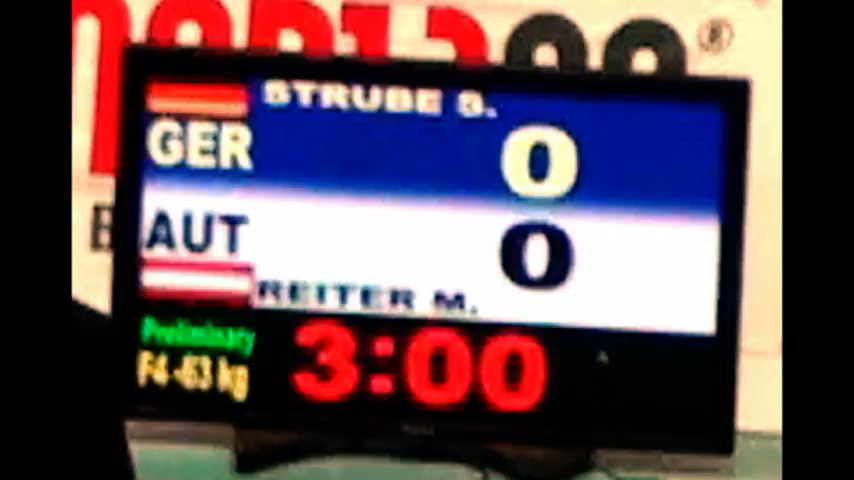 ®
STRUBE S.
GER
0
AUT
0
REITER M.
Preliminary
F4 -63 kg
3:00